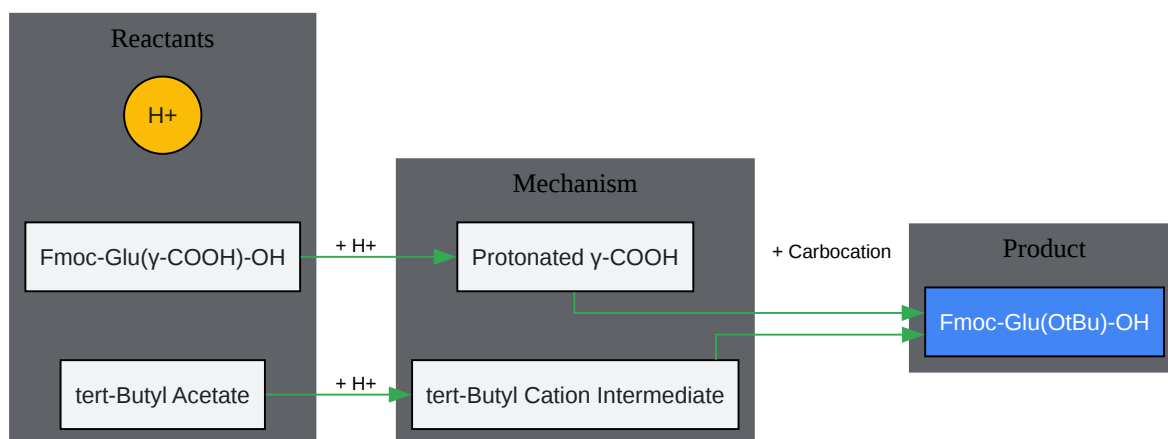 Reactants
H+
Fmoc-Glu(γ-COOH)-OH
+ H+
tert-Butyl Acetate
+ H+
Mechanism
Protonated γ-COOH
tert-Butyl Cation Intermediate
+ Carbocation
Product
Fmoc-Glu(OtBu)-OH